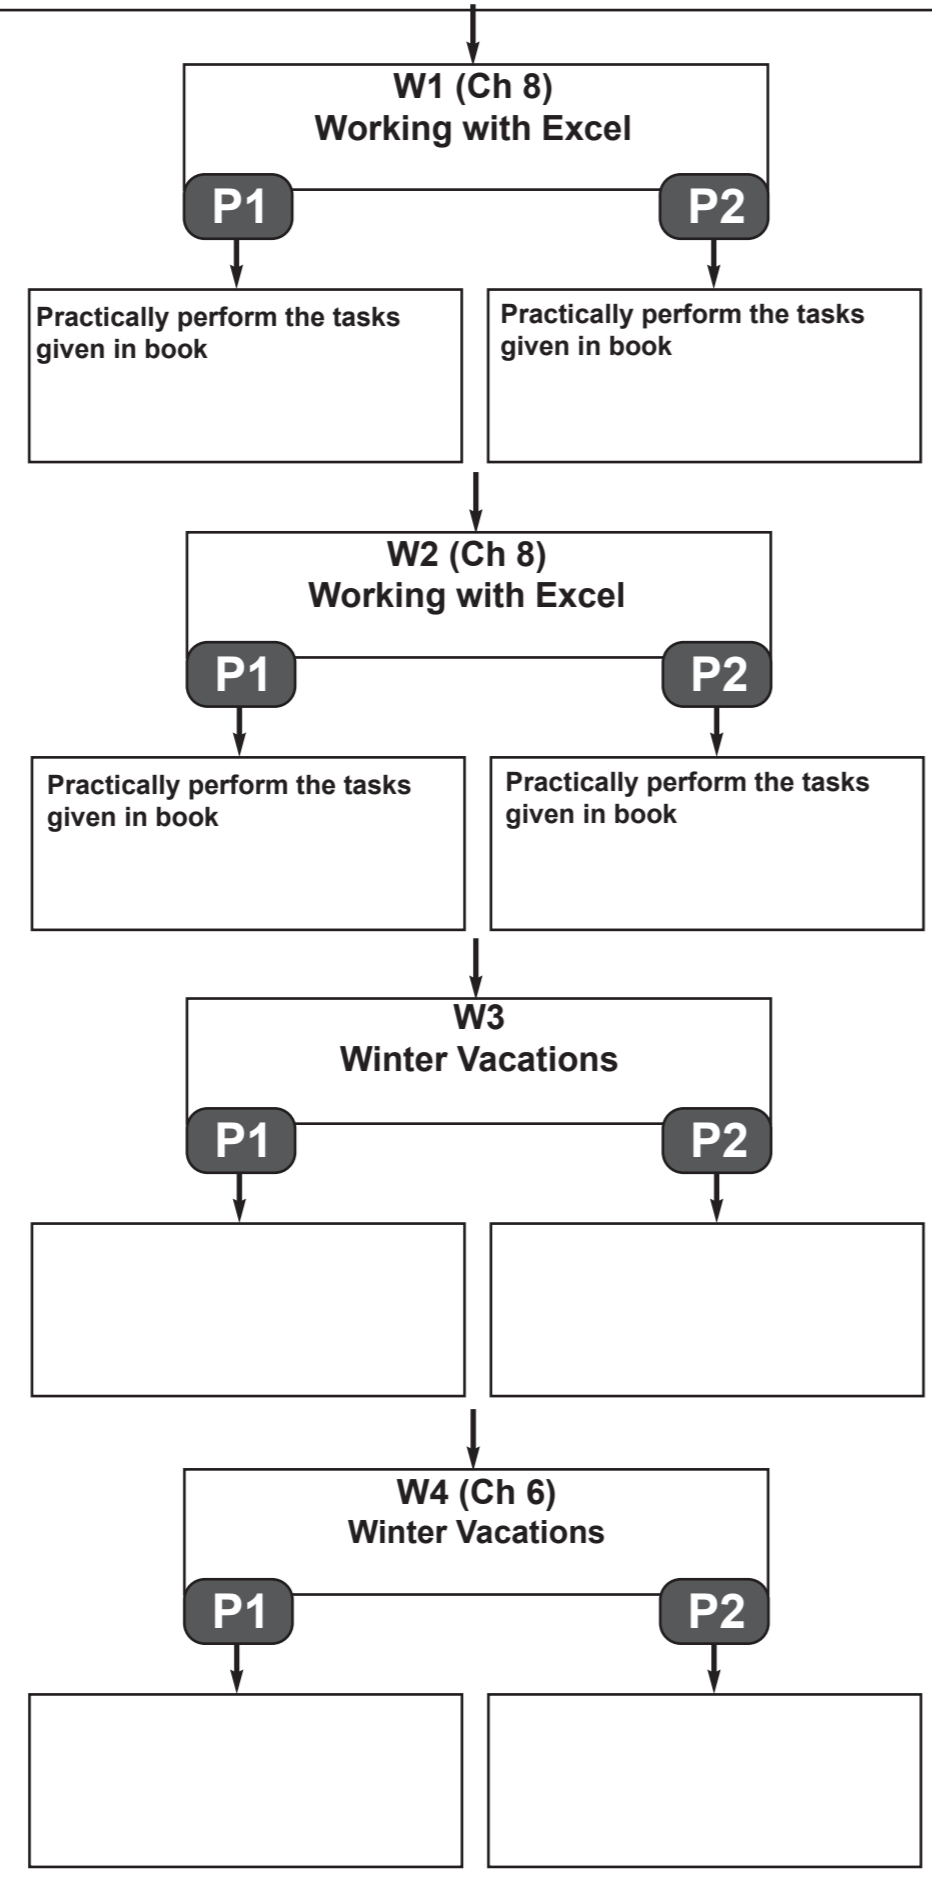 W1 (Ch 8)
Working with Excel
P1
P2
Practically perform the tasks
given in book
Practically perform the tasks
given in book
W2 (Ch 8)
Working with Excel
P1
P2
Practically perform the tasks
given in book
Practically perform the tasks
given in book
W3
Winter Vacations
P1
P2
W4 (Ch 6)
Winter Vacations
P1
P2